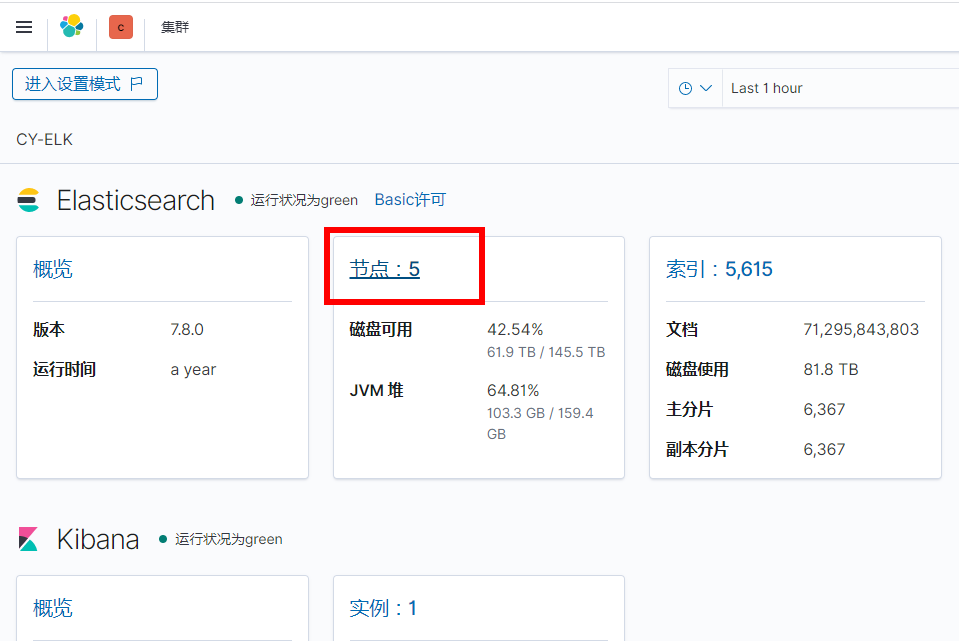 c 集群
进入设置模式
Last 1 hour
CY-ELK
Elasticsearch 运行状况为green Basic许可
概览
版本 7.8.0
运行时间 a year
节点：5
磁盘可用 42.54%
61.9 TB / 145.5 TB
JVM 堆 64.81%
103.3 GB / 159.4
GB
索引：5,615
文档 71,295,843,803
磁盘使用 81.8 TB
主分片 6,367
副本分片 6,367
Kibana 运行状况为green
概览
实例：1